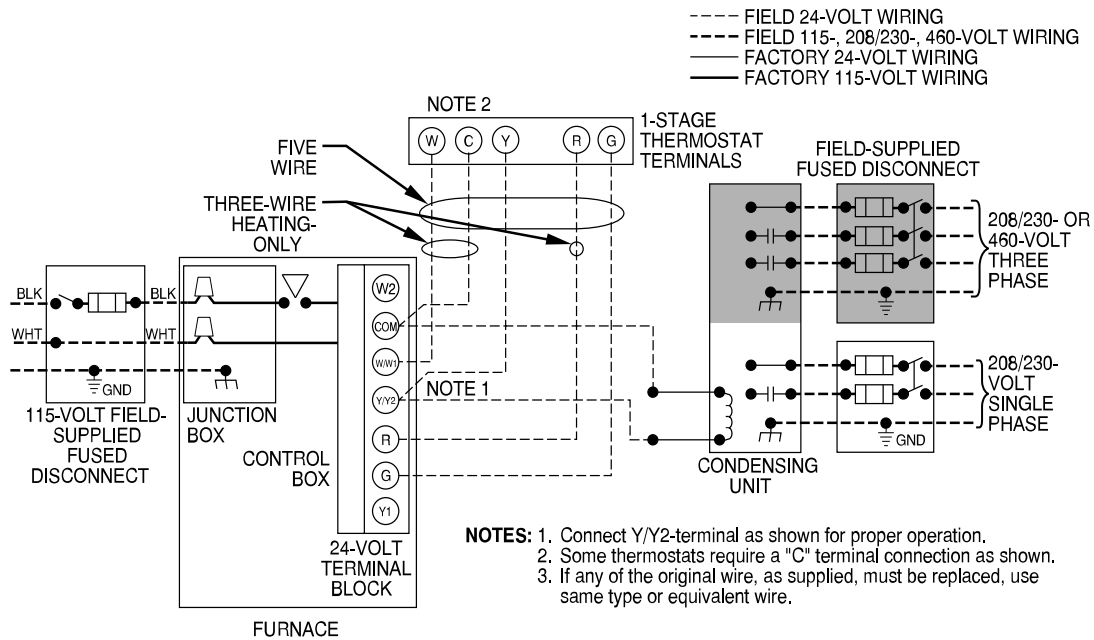 FIELD 24-VOLT WIRING
FIELD 115-, 208/230-, 460-VOLT WIRING
FACTORY 24-VOLT WIRING
FACTORY 115-VOLT WIRING
NOTE 2
W C Y R G
1-STAGE
THERMOSTAT
TERMINALS
FIVE
WIRE
THREE-WIRE
HEATING-
ONLY
FIELD-SUPPLIED
FUSED DISCONNECT
208/230- OR
460-VOLT
THREE
PHASE
BLK
BLK
WHT
WHT
GND
W2
COM
W/W1
Y/Y2
R
G
Y1
NOTE 1
115-VOLT FIELD-
SUPPLIED
FUSED
DISCONNECT
JUNCTION
BOX
CONTROL
BOX
24-VOLT
TERMINAL
BLOCK
FURNACE
208/230-
VOLT
SINGLE
PHASE
GND
CONDENSING
UNIT
NOTES: 1. Connect Y/Y2-terminal as shown for proper operation.
2. Some thermostats require a "C" terminal connection as shown.
3. If any of the original wire, as supplied, must be replaced, use
same type or equivalent wire.